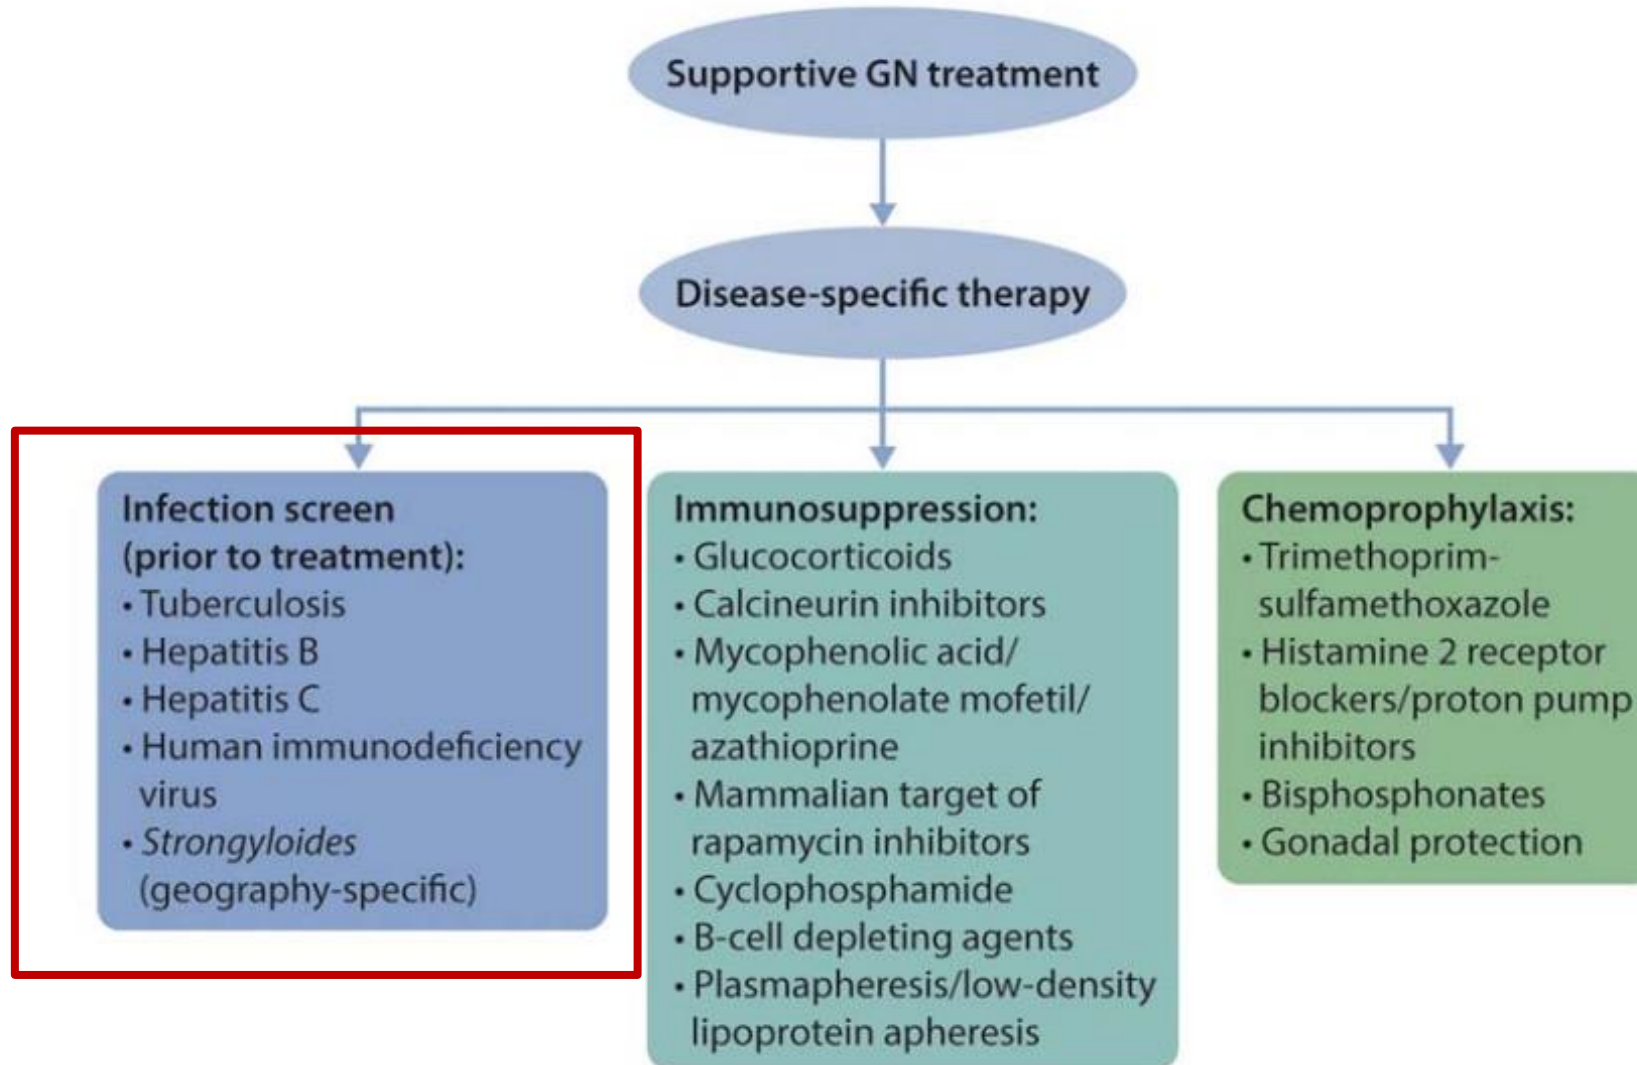 Supportive GN treatment
Disease-specific therapy
Infection screen
(prior to treatment):
• Tuberculosis
• Hepatitis B
• Hepatitis C
• Human immunodeficiency
virus
• Strongyloides
(geography-specific)
Immunosuppression:
• Glucocorticoids
• Calcineurin inhibitors
• Mycophenolic acid/
mycophenolate mofetil/
azathioprine
• Mammalian target of
rapamycin inhibitors
• Cyclophosphamide
• B-cell depleting agents
• Plasmapheresis/low-density
lipoprotein apheresis
Chemoprophylaxis:
• Trimethoprim-
sulfamethoxazole
• Histamine 2 receptor
blockers/proton pump
inhibitors
• Bisphosphonates
• Gonadal protection